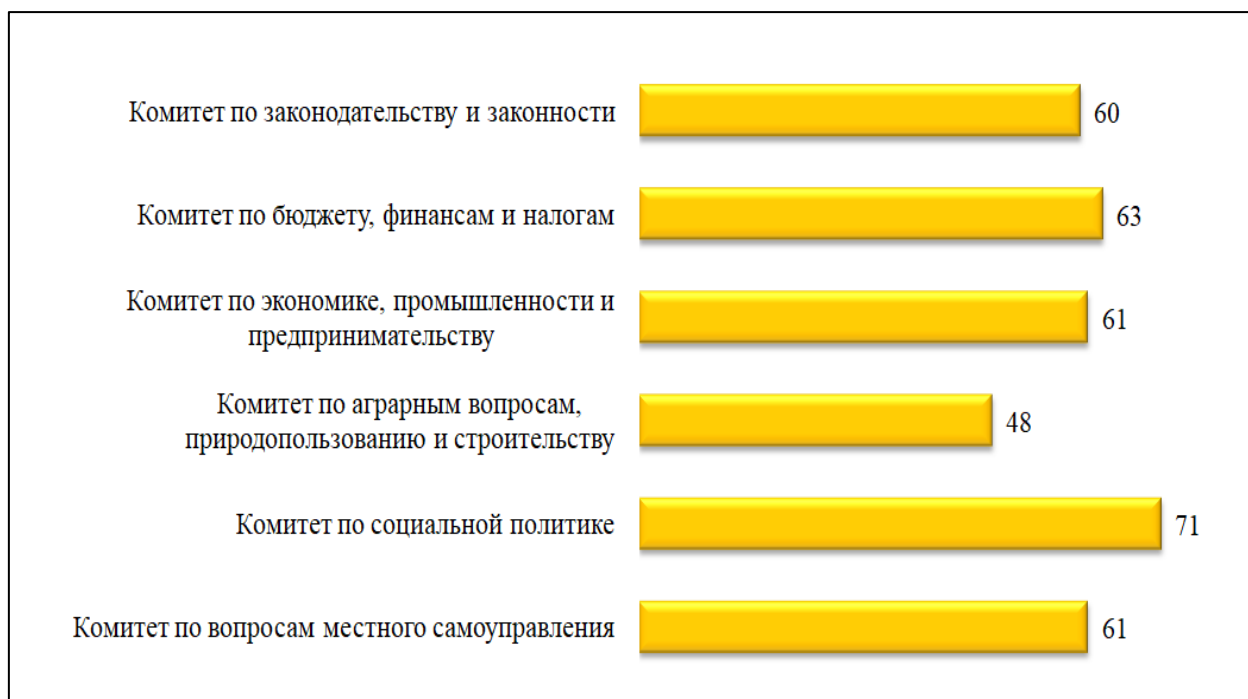 Комитет по законодательству и законности
60
Комитет по бюджету, финансам и налогам
63
Комитет по экономике, промышленности и
предпринимательству
61
Комитет по аграрным вопросам,
природопользованию и строительству
48
Комитет по социальной политике
71
Комитет по вопросам местного самоуправления
61